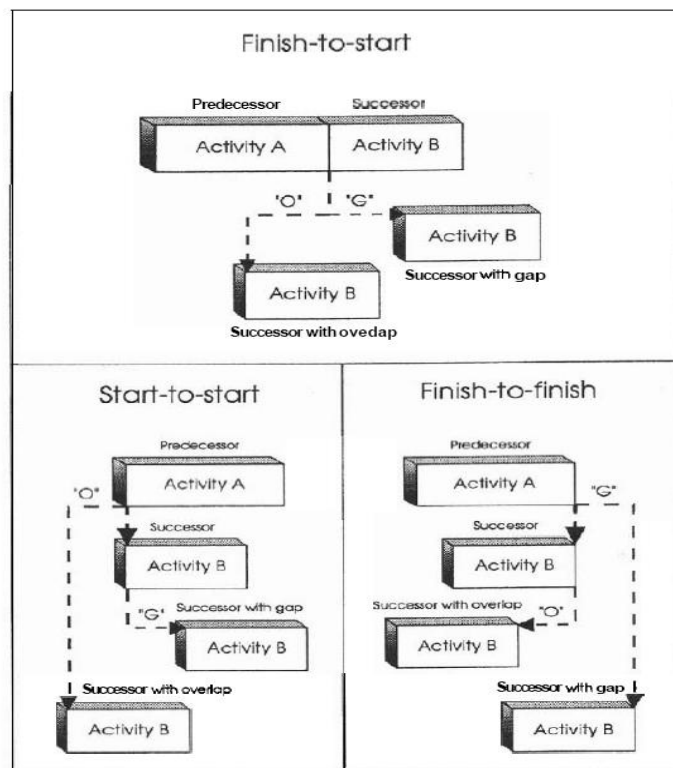 Finish-to-start
Predecessor Successor
Activity A Activity B
"O" "G"
Activity B
Successor with gap
Activity B
Successor with ovedap
Start-to-start
Predecessor
"O"
Activity A
Successor
Activity B
"G"
Successor with gap
Activity B
Successor with overlap
Activity B
Finish-to-finish
Predecessor
Activity A
"G"
Successor
Activity B
Successor with overlap
"O"
Activity B
Successor with gap
Activity B